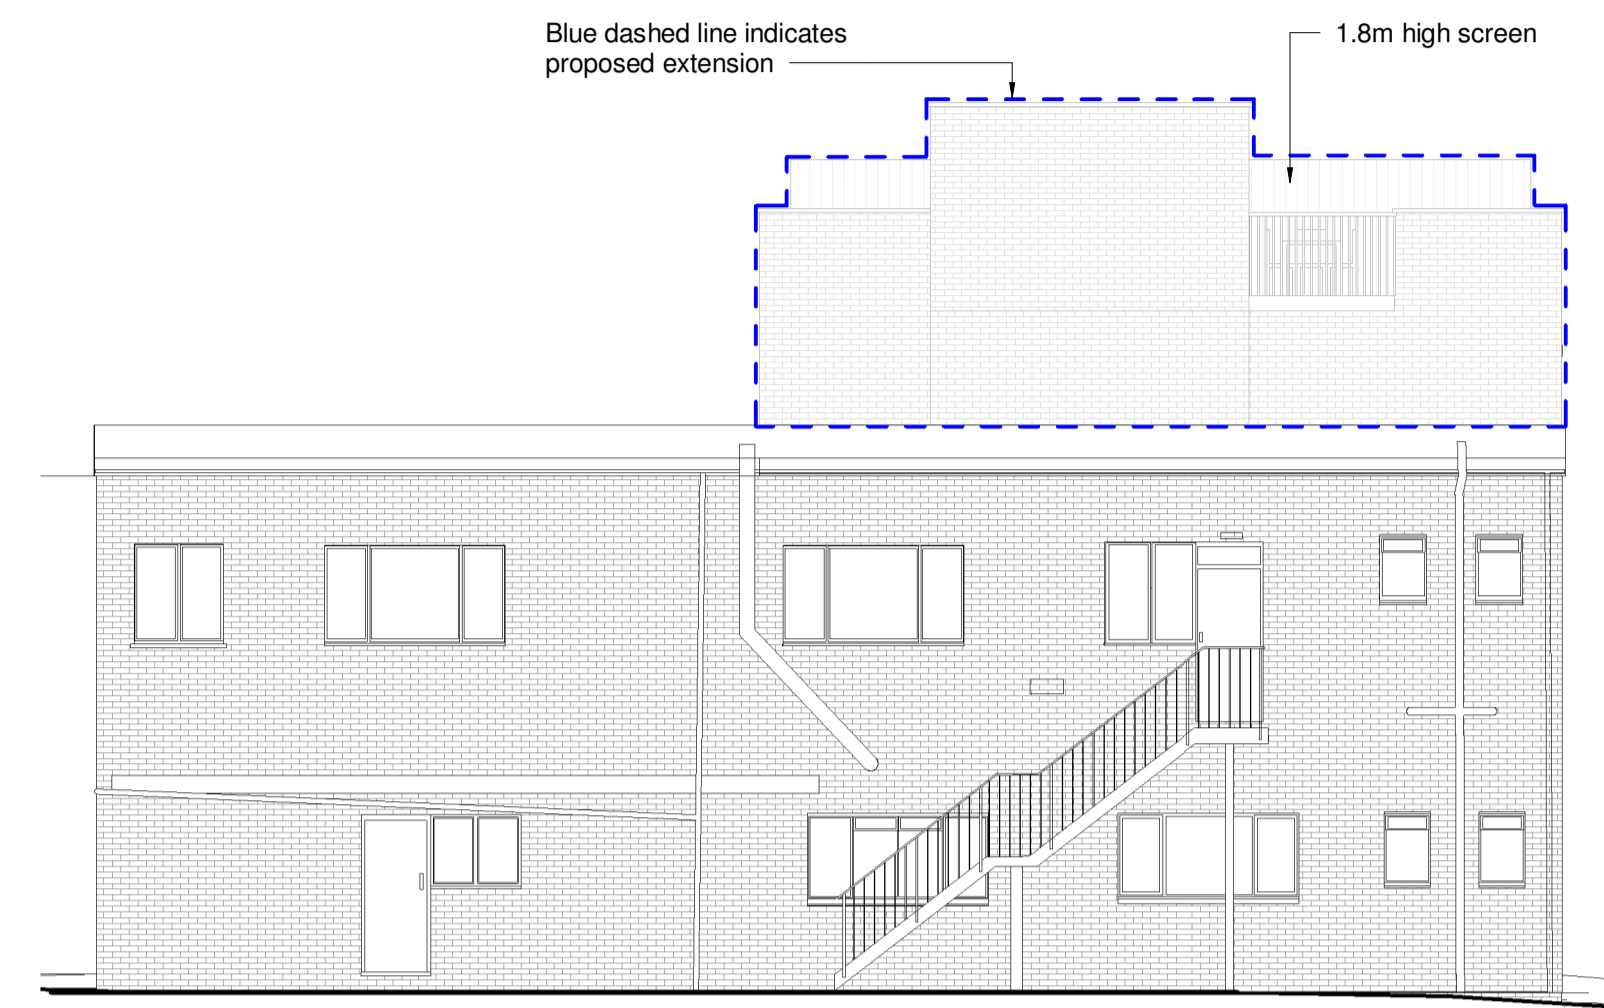 Blue dashed line indicates
proposed extension
1.8m high screen